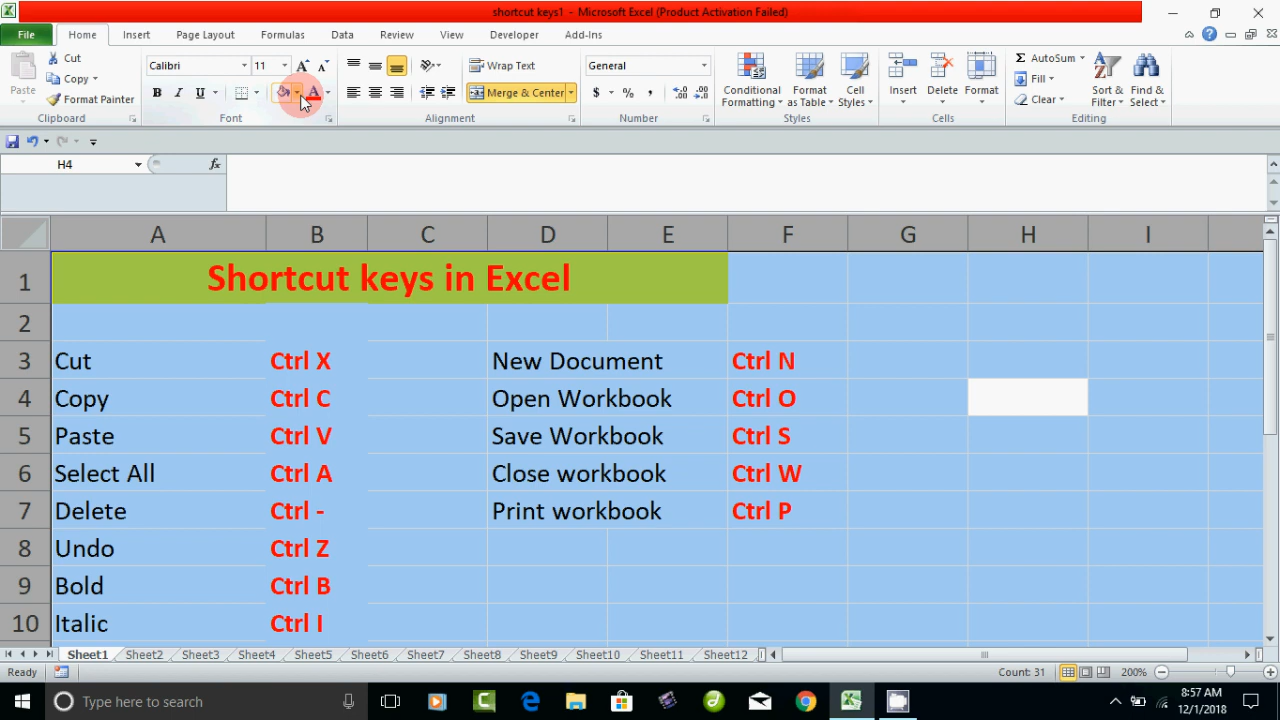 shortcut keys1 - Microsoft Excel (Product Activation Failed)
File Home Insert Page Layout Formulas Data Review View Developer Add-Ins
Paste
Cut
Copy
Format Painter
Clipboard
Calibri 11
B I U A
Font
Wrap Text
Merge & Center
Alignment
General
$ % ,
Number
Conditional Formatting
Format as Table
Cell Styles
Styles
Insert Delete Format
Cells
Σ AutoSum
Fill
Clear
Sort & Filter
Find & Select
Editing
H4 fx
A B C D E F G H I
1 Shortcut keys in Excel
2
3 Cut Ctrl X New Document Ctrl N
4 Copy Ctrl C Open Workbook Ctrl O
5 Paste Ctrl V Save Workbook Ctrl S
6 Select All Ctrl A Close workbook Ctrl W
7 Delete Ctrl - Print workbook Ctrl P
8 Undo Ctrl Z
9 Bold Ctrl B
10 Italic Ctrl I
Sheet1 Sheet2 Sheet3 Sheet4 Sheet5 Sheet6 Sheet7 Sheet8 Sheet9 Sheet10 Sheet11 Sheet12
Ready Count: 31 200%
Type here to search
8:57 AM
12/1/2018